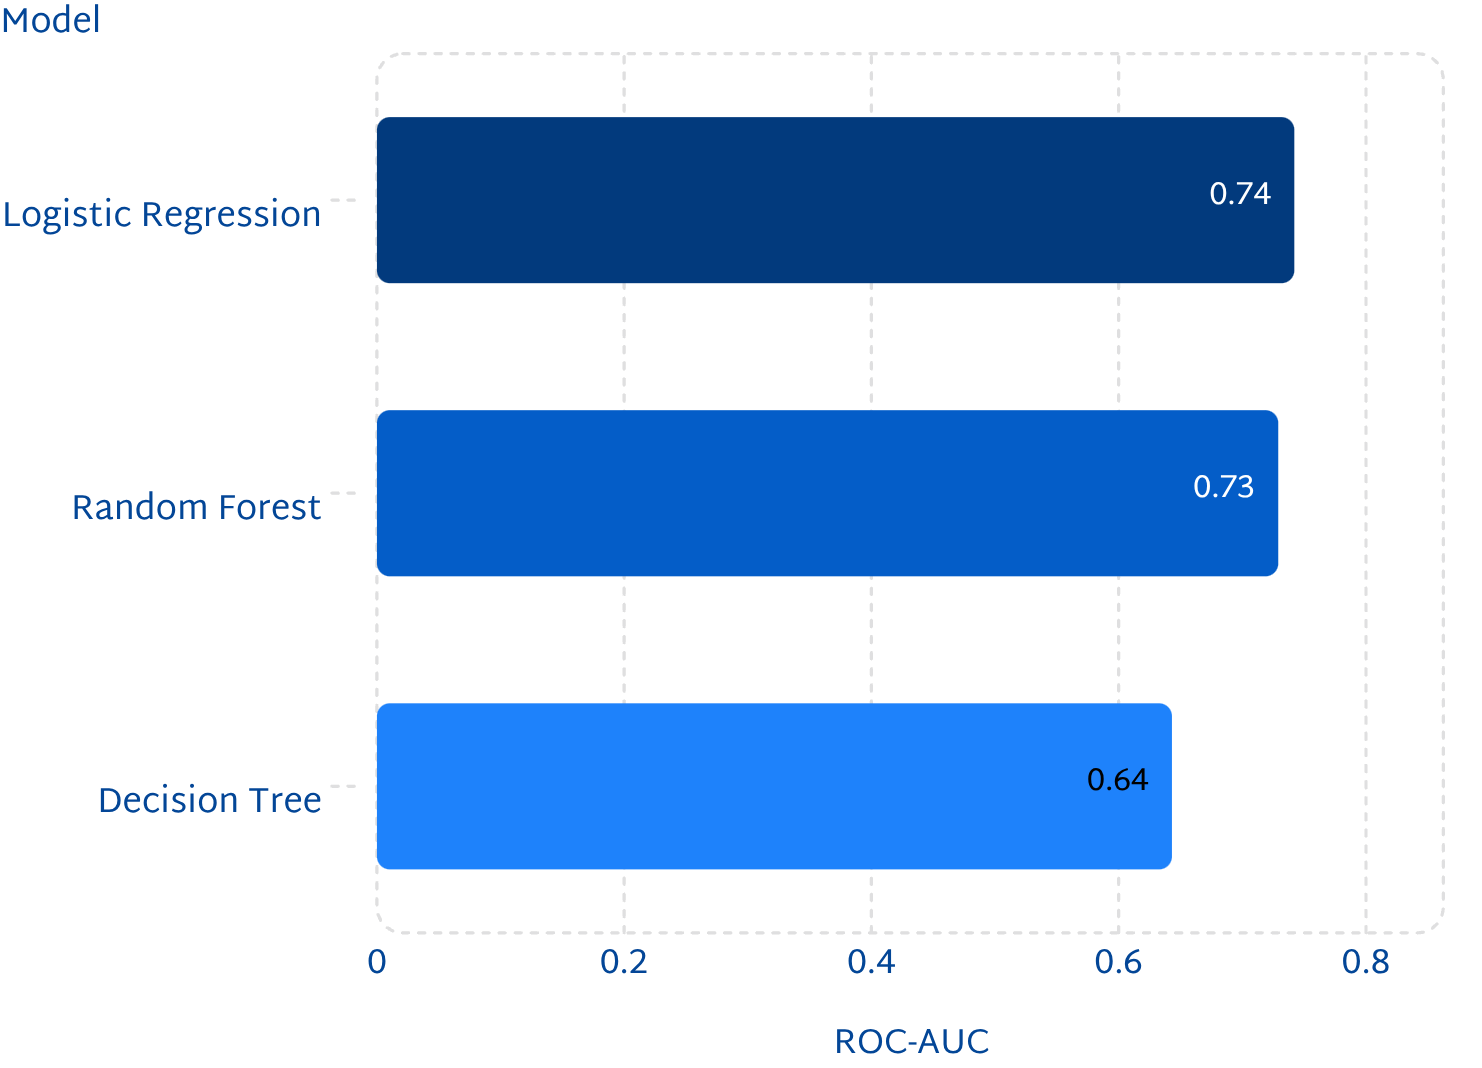 Model
Logistic Regression
0.74
Random Forest
0.73
Decision Tree
0.64
0 0.2 0.4 0.6 0.8
ROC-AUC